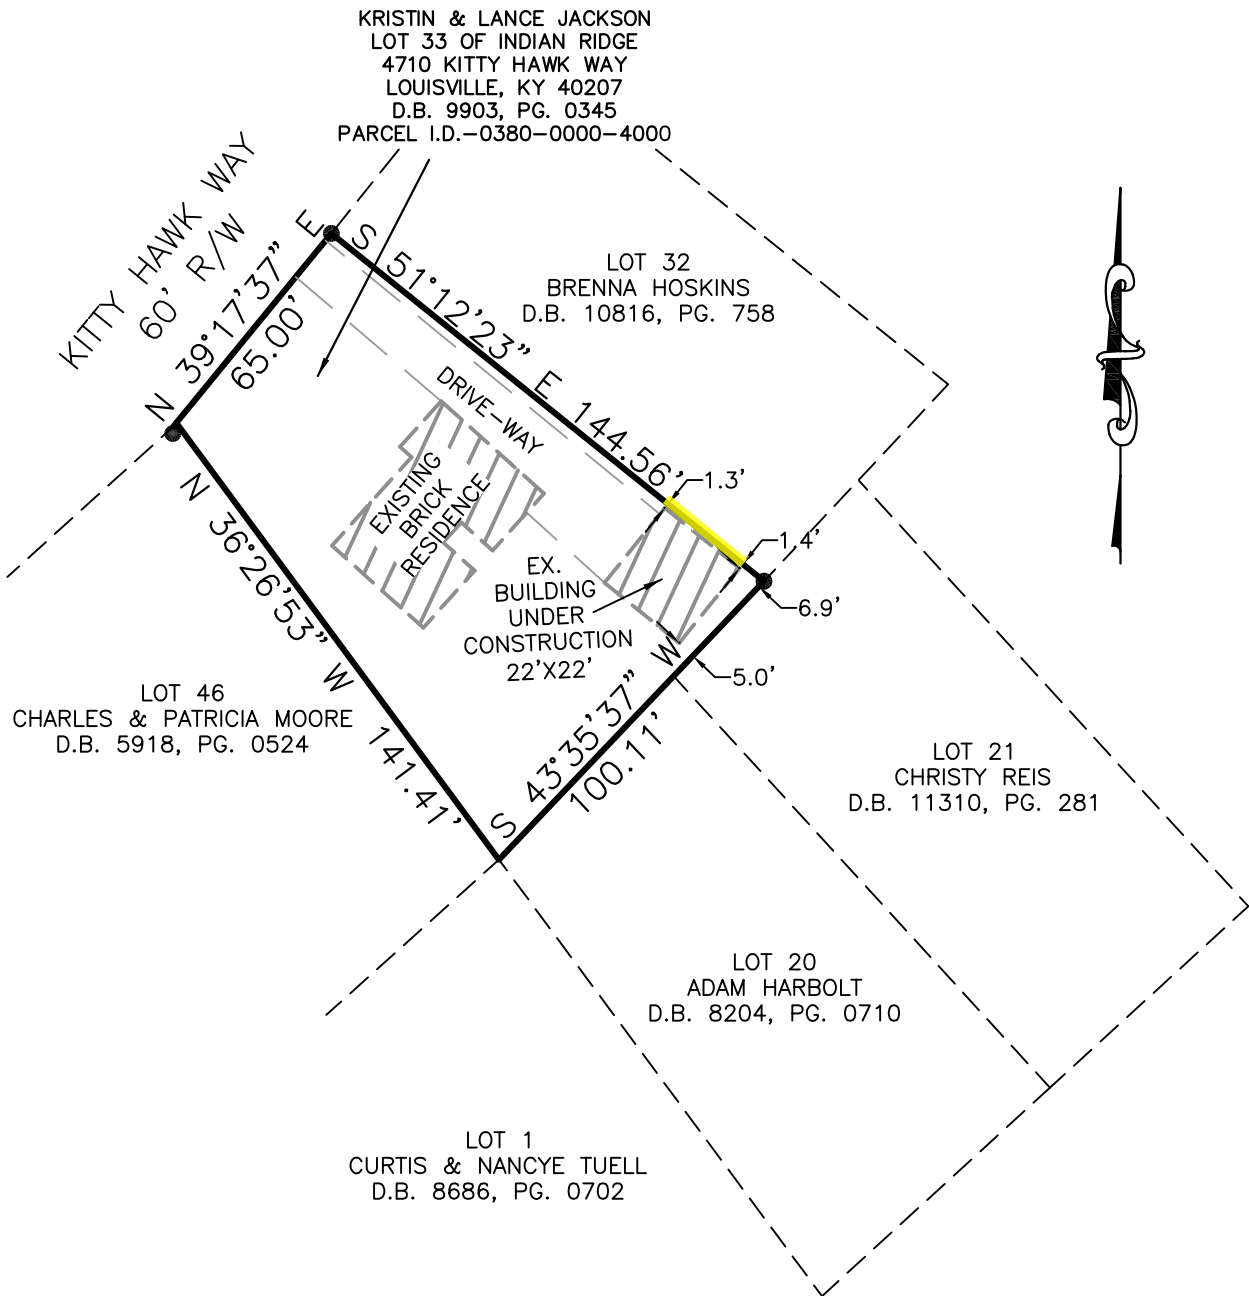 KRISTIN & LANCE JACKSON
LOT 33 OF INDIAN RIDGE
4710 KITTY HAWK WAY
LOUISVILLE, KY 40207
D.B. 9903, PG. 0345
PARCEL I.D.-0380-0000-4000
KITTY HAWK WAY
60' R/W
N 39°17'37" E
65.00'
S 51°12'23" E 144.56'
LOT 32
BRENNA HOSKINS
D.B. 10816, PG. 758
DRIVE-WAY
EXISTING
BRICK
RESIDENCE
1.3'
1.4'
6.9'
5.0'
EX.
BUILDING
UNDER
CONSTRUCTION
22'X22'
N 36°26'53" W 141.41'
S 43°35'37" W
100.11'
LOT 46
CHARLES & PATRICIA MOORE
D.B. 5918, PG. 0524
LOT 21
CHRISTY REIS
D.B. 11310, PG. 281
LOT 20
ADAM HARBOLT
D.B. 8204, PG. 0710
LOT 1
CURTIS & NANCYE TUELL
D.B. 8686, PG. 0702